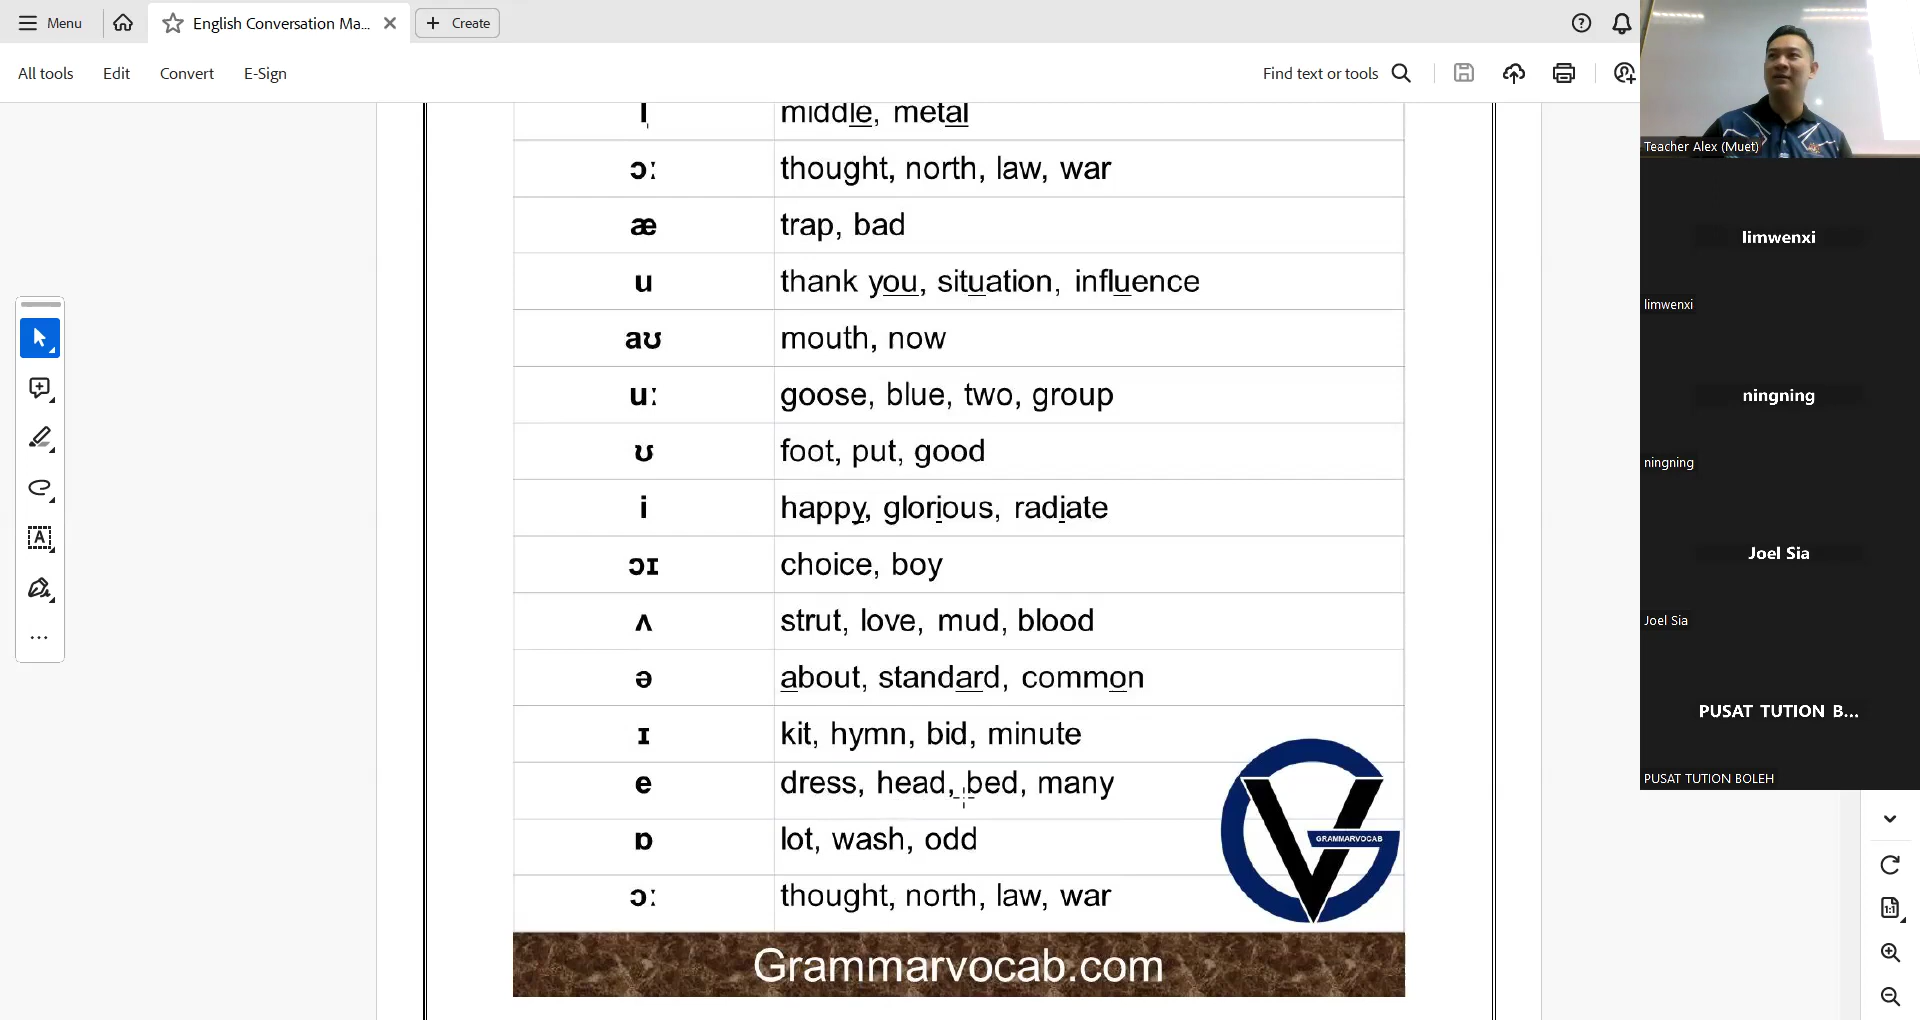 Menu
English Conversation Ma...
Create
All tools
Edit
Convert
E-Sign
Find text or tools
l̩ middle, metal
ɔː thought, north, law, war
æ trap, bad
u thank you, situation, influence
aʊ mouth, now
uː goose, blue, two, group
ʊ foot, put, good
i happy, glorious, radiate
ɔɪ choice, boy
ʌ strut, love, mud, blood
ə about, standard, common
ɪ kit, hymn, bid, minute
e dress, head, bed, many
ɒ lot, wash, odd
ɔː thought, north, law, war
GRAMMARVOCAB
Grammarvocab.com
Teacher Alex (Muet)
limwenxi
limwenxi
ningning
ningning
Joel Sia
Joel Sia
PUSAT TUTION B...
PUSAT TUTION BOLEH